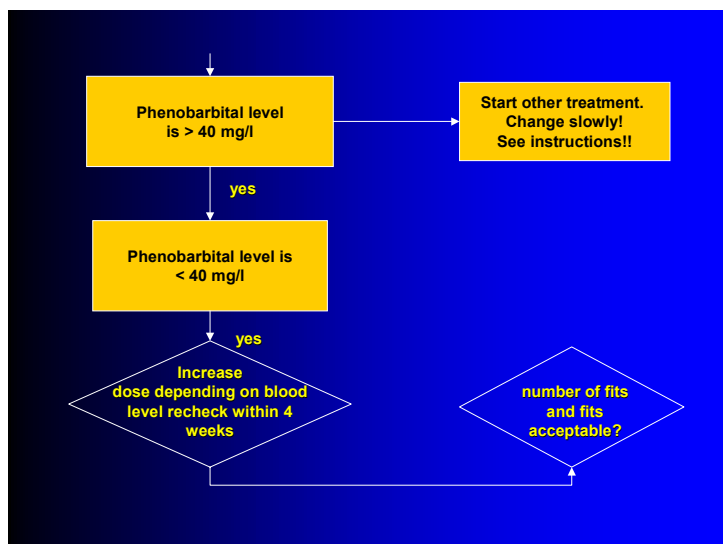 Phenobarbital level
is > 40 mg/l
Start other treatment.
Change slowly!
See instructions!!
yes
Phenobarbital level is
< 40 mg/l
yes
Increase
dose depending on blood
level recheck within 4
weeks
number of fits
and fits
acceptable?